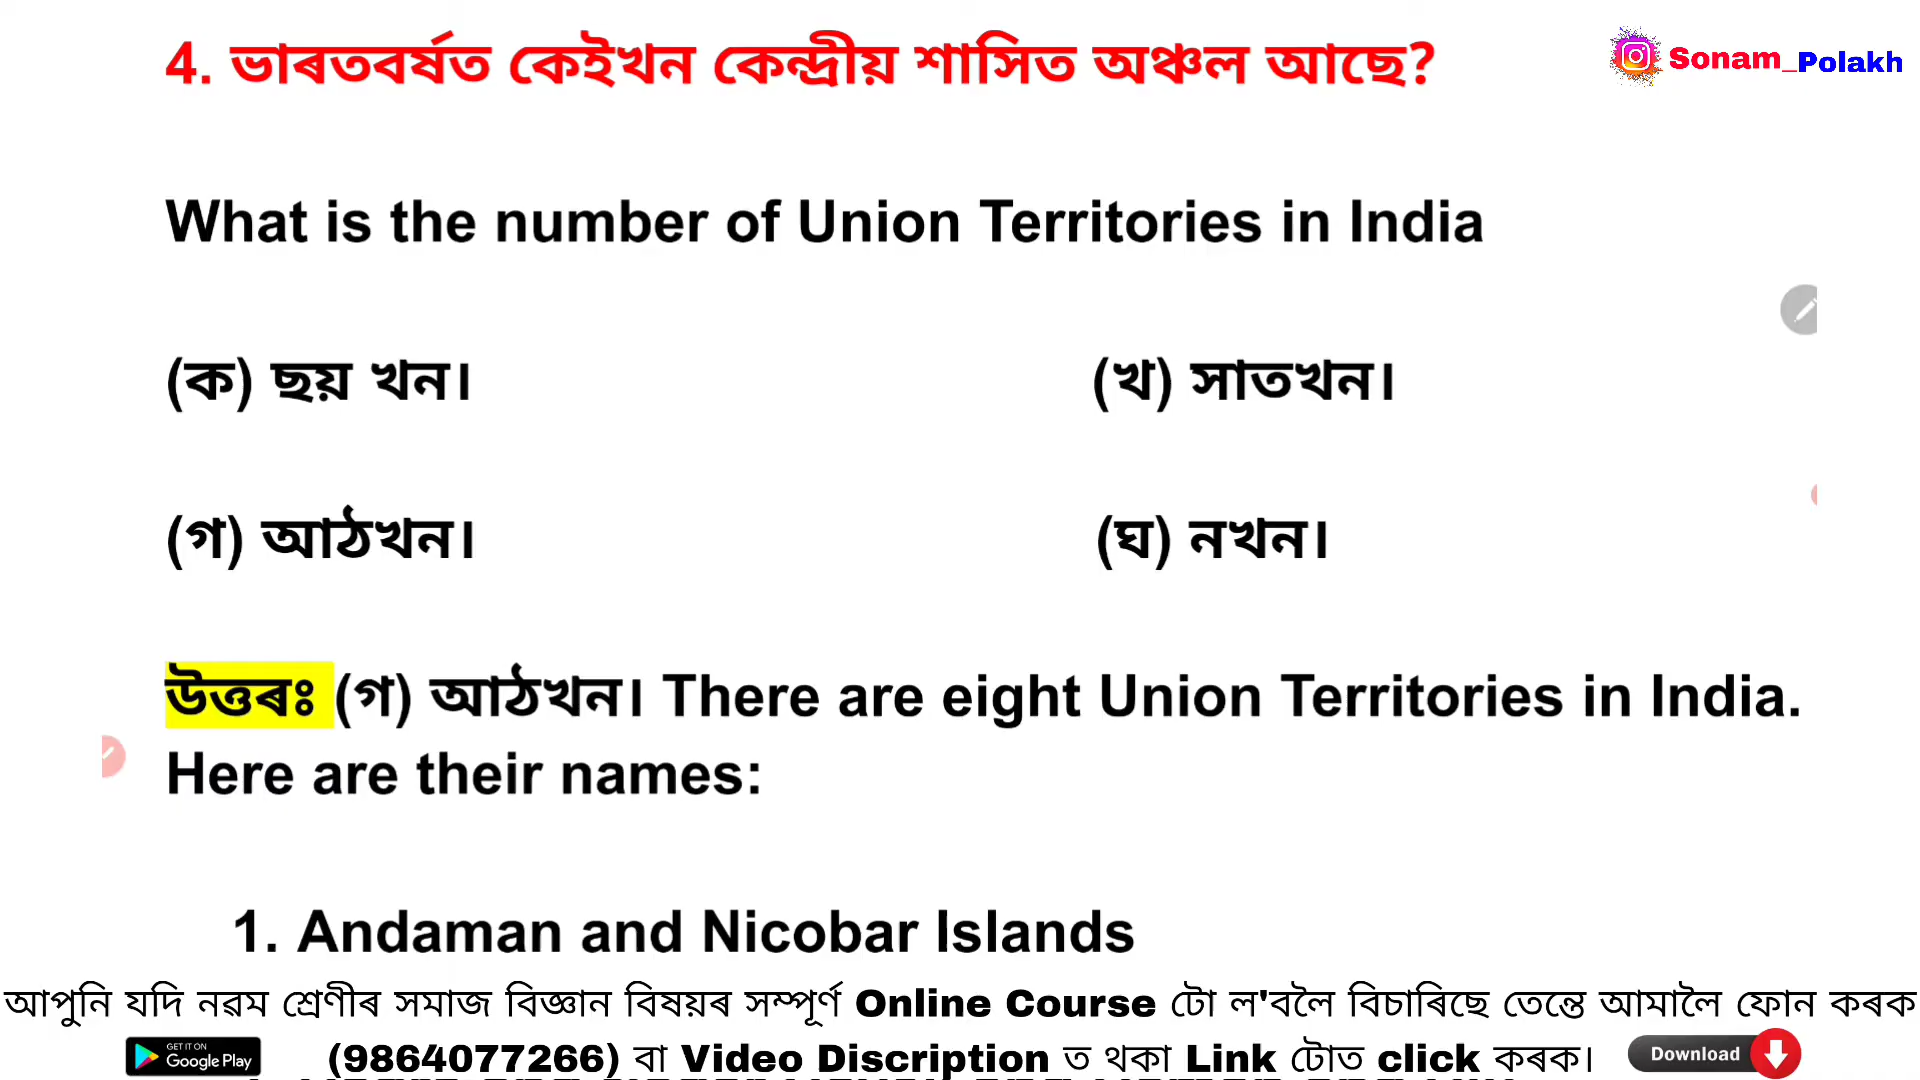 4. ভাৰতবৰ্ষত কেইখন কেন্দ্ৰীয় শাসিত অঞ্চল আছে?
Sonam_Polakh
What is the number of Union Territories in India
(ক) ছয় খন। (খ) সাতখন।
(গ) আঠখন। (ঘ) নখন।
উত্তৰঃ (গ) আঠখন। There are eight Union Territories in India.
Here are their names:
1. Andaman and Nicobar Islands
আপুনি যদি নৱম শ্ৰেণীৰ সমাজ বিজ্ঞান বিষয়ৰ সম্পূৰ্ণ Online Course টো ল'বলৈ বিচাৰিছে তেন্তে আমালৈ ফোন কৰক
GET IT ON
Google Play
(9864077266) বা Video Discription ত থকা Link টোত click কৰক।
Download